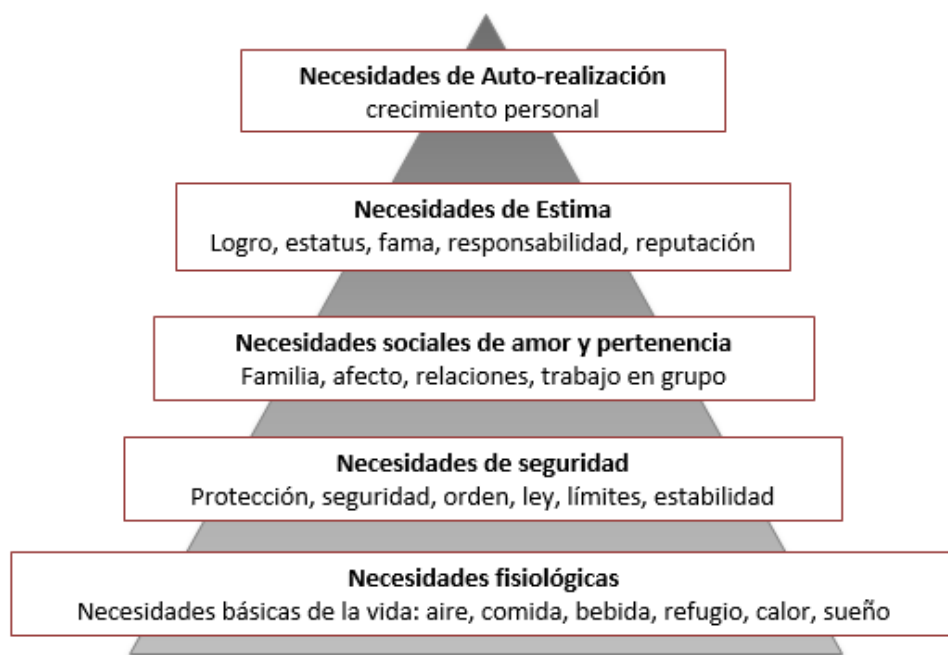 Necesidades de Auto-realización
crecimiento personal
Necesidades de Estima
Logro, estatus, fama, responsabilidad, reputación
Necesidades sociales de amor y pertenencia
Familia, afecto, relaciones, trabajo en grupo
Necesidades de seguridad
Protección, seguridad, orden, ley, límites, estabilidad
Necesidades fisiológicas
Necesidades básicas de la vida: aire, comida, bebida, refugio, calor, sueño